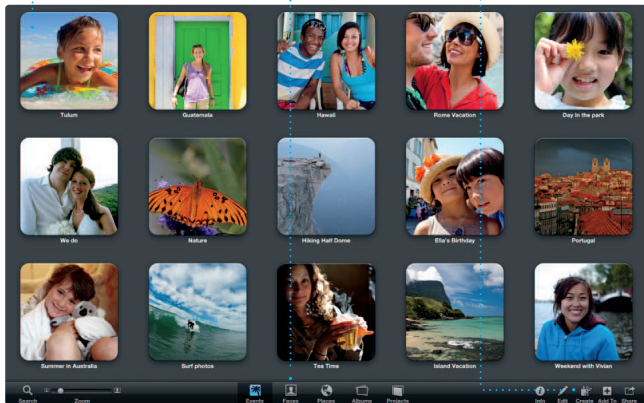 Tulum
Guatemala
Hawaii
Rome Vacation
Day in the park
We do
Nature
Hiking Half Dome
Ella's Birthday
Portugal
Summer in Australia
Surf photos
Tea Time
Island Vacation
Weekend with Vivian
Search
Zoom
Events
Faces
Places
Albums
Projects
Info
Edit
Create
Add To
Share